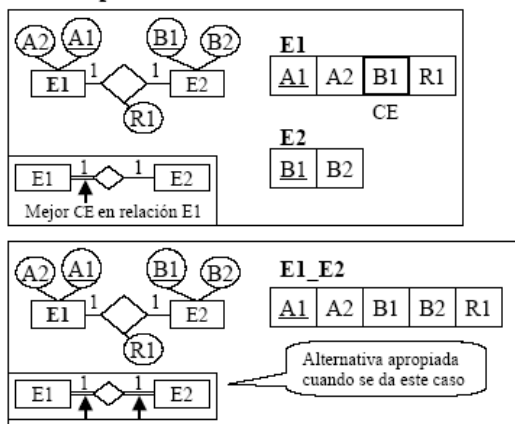 A2 A1 B1 B2
E1 1 1 E2
R1
E1
A1 A2 B1 R1
CE
E2
B1 B2
E1 1 1 E2
Mejor CE en relación E1
A2 A1 B1 B2
E1 1 1 E2
R1
E1_E2
A1 A2 B1 B2 R1
Alternativa apropiada
cuando se da este caso
E1 1 1 E2